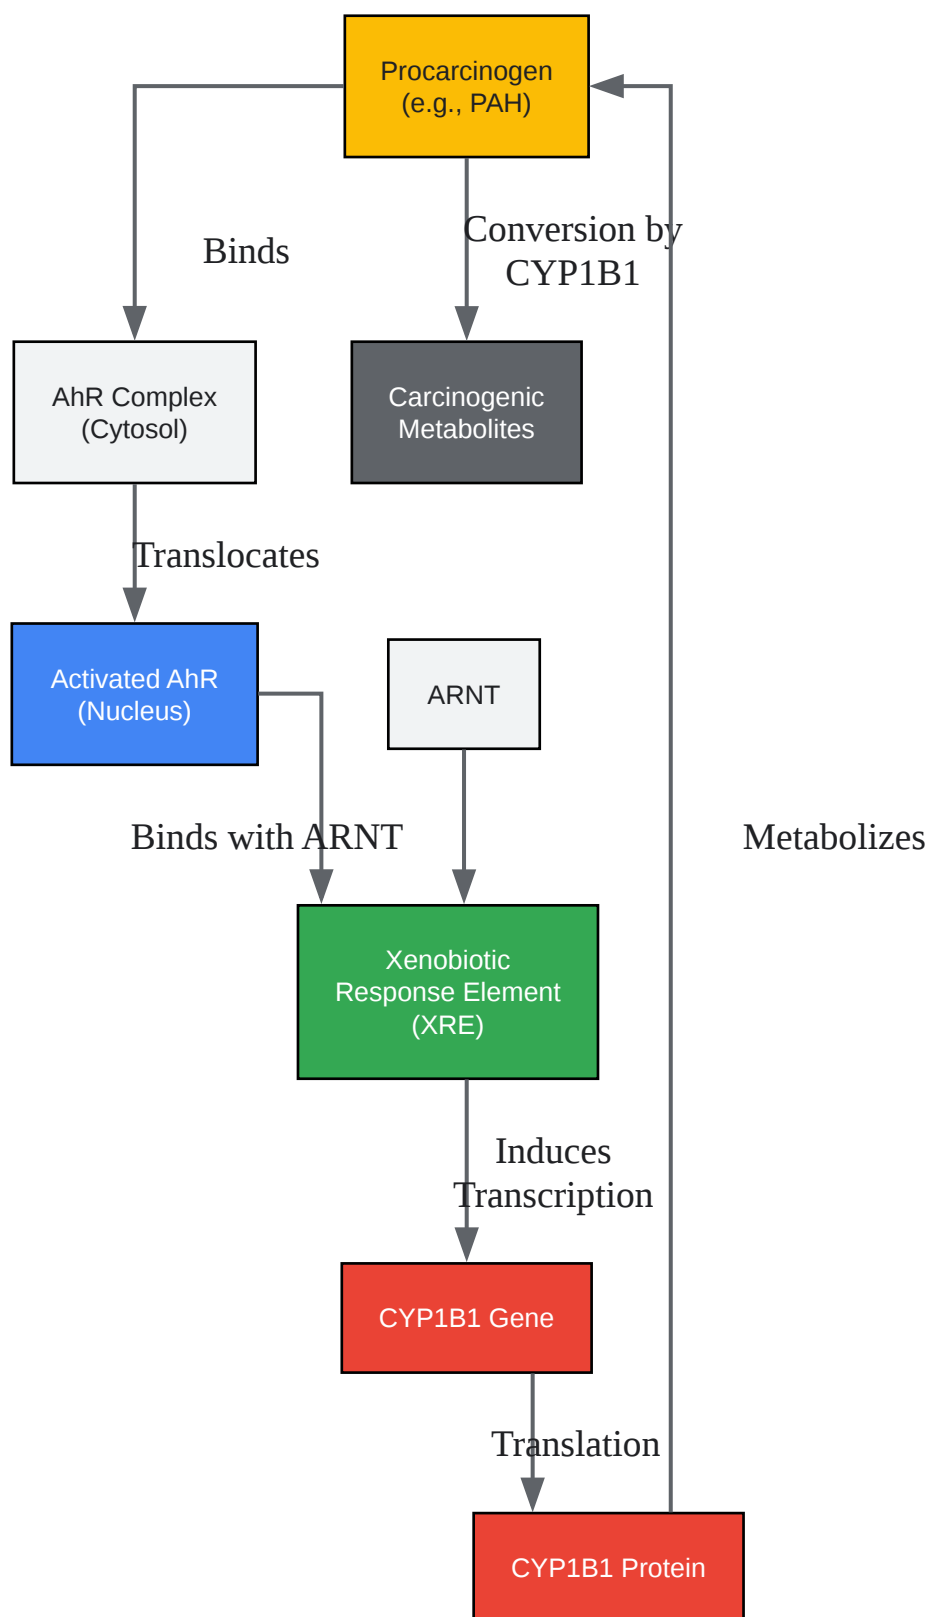 Procarcinogen
(e.g., PAH)
Binds
Conversion by
CYP1B1
AhR Complex
(Cytosol)
Carcinogenic
Metabolites
Translocates
Activated AhR
(Nucleus)
ARNT
Binds with ARNT
Metabolizes
Xenobiotic
Response Element
(XRE)
Induces
Transcription
CYP1B1 Gene
Translation
CYP1B1 Protein